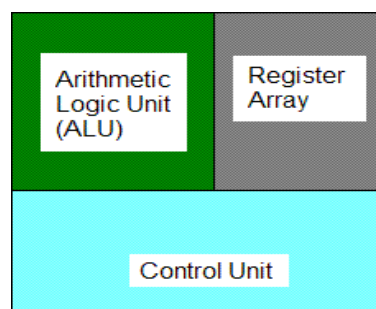 Arithmetic
Logic Unit
(ALU)
Register
Array
Control Unit